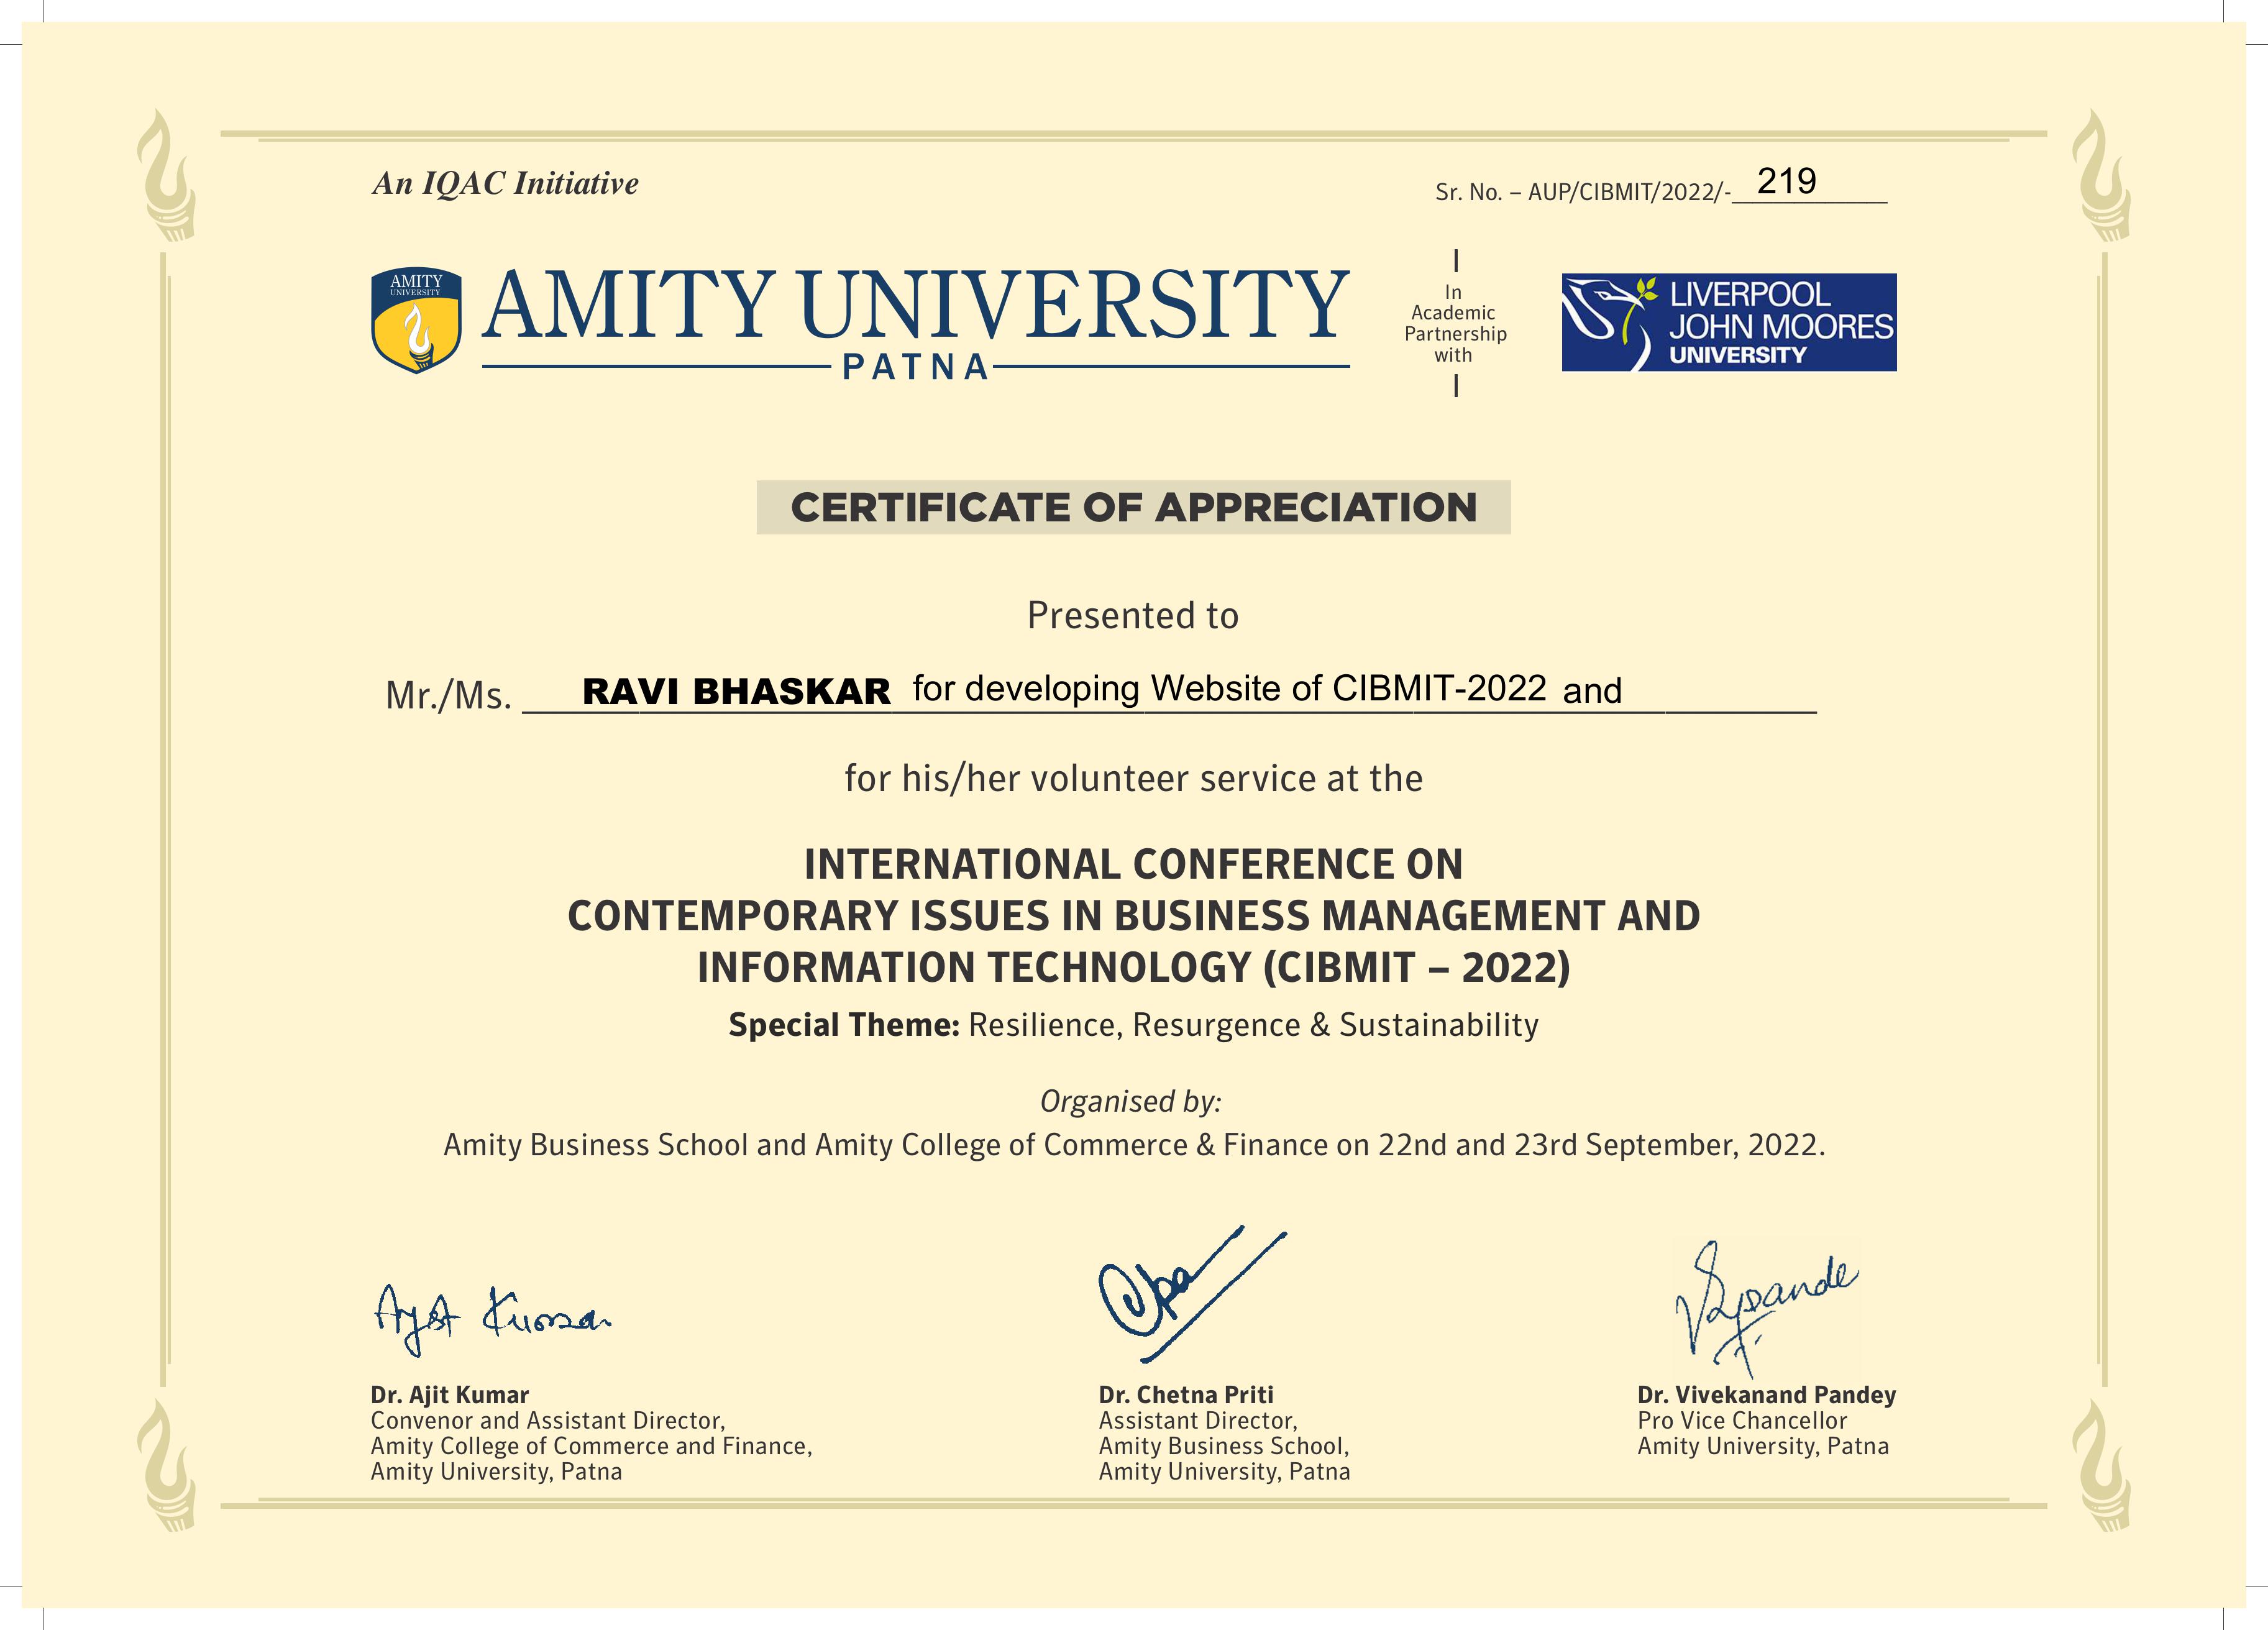 An IQAC Initiative
Sr. No. – AUP/CIBMIT/2022/- 219
AMITY
UNIVERSITY
AMITY UNIVERSITY
PATNA
In
Academic
Partnership
with
LIVERPOOL
JOHN MOORES
UNIVERSITY
CERTIFICATE OF APPRECIATION
Presented to
Mr./Ms. RAVI BHASKAR for developing Website of CIBMIT-2022 and
for his/her volunteer service at the
INTERNATIONAL CONFERENCE ON
CONTEMPORARY ISSUES IN BUSINESS MANAGEMENT AND
INFORMATION TECHNOLOGY (CIBMIT – 2022)
Special Theme: Resilience, Resurgence & Sustainability
Organised by:
Amity Business School and Amity College of Commerce & Finance on 22nd and 23rd September, 2022.
Dr. Ajit Kumar
Convenor and Assistant Director,
Amity College of Commerce and Finance,
Amity University, Patna
Dr. Chetna Priti
Assistant Director,
Amity Business School,
Amity University, Patna
Dr. Vivekanand Pandey
Pro Vice Chancellor
Amity University, Patna